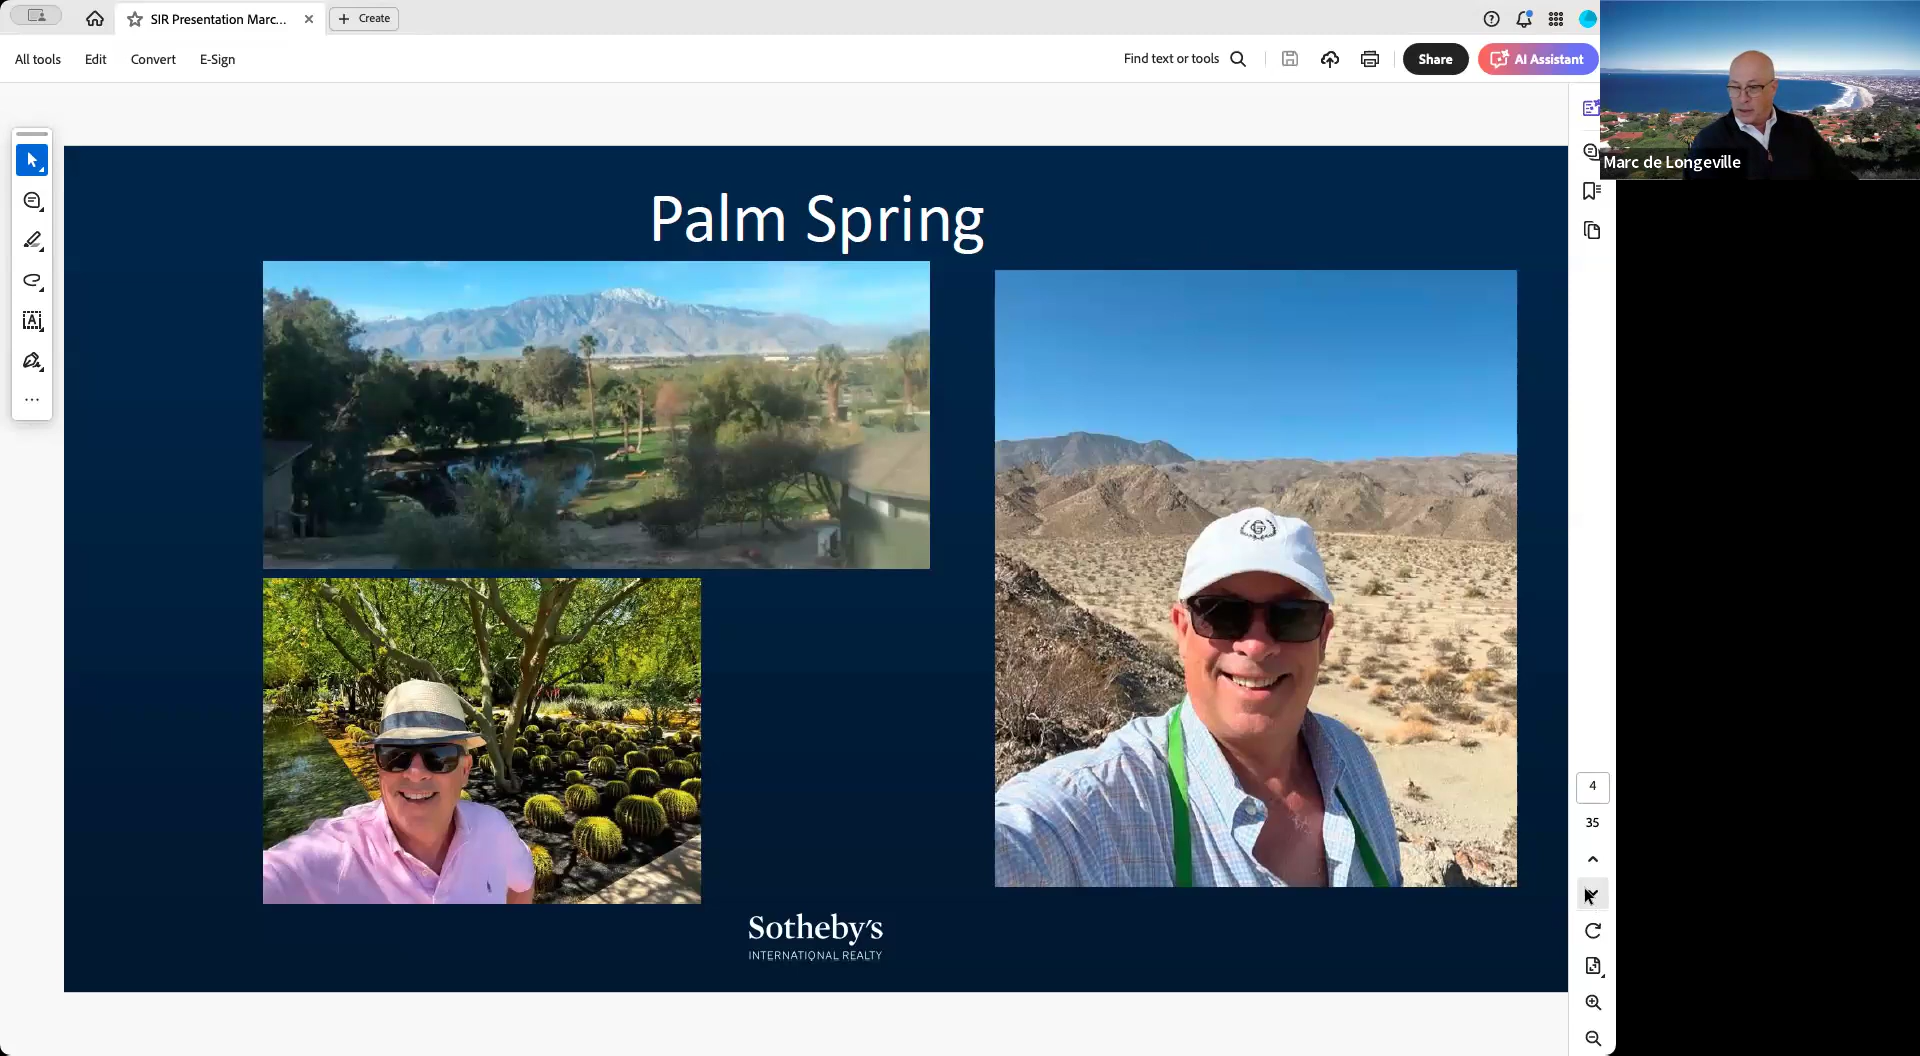 SIR Presentation Marc...
Create
All tools
Edit
Convert
E-Sign
Find text or tools
Share
AI Assistant
Marc de Longeville
Palm Spring
4
35
Sotheby's
INTERNATIONAL REALTY